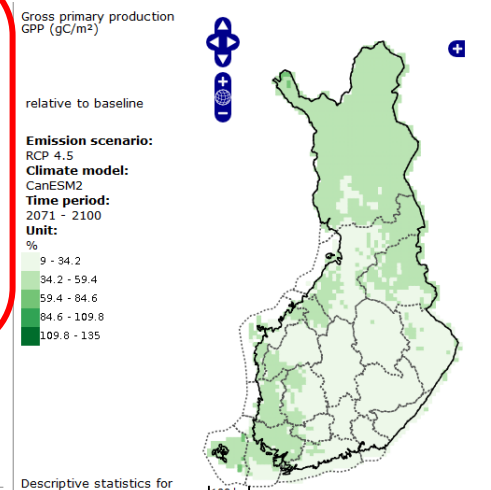 Gross primary production
GPP (gC/m²)
relative to baseline
Emission scenario:
RCP 4.5
Climate model:
CanESM2
Time period:
2071 - 2100
Unit:
%
9 - 34.2
34.2 - 59.4
59.4 - 84.6
84.6 - 109.8
109.8 - 135
Descriptive statistics for